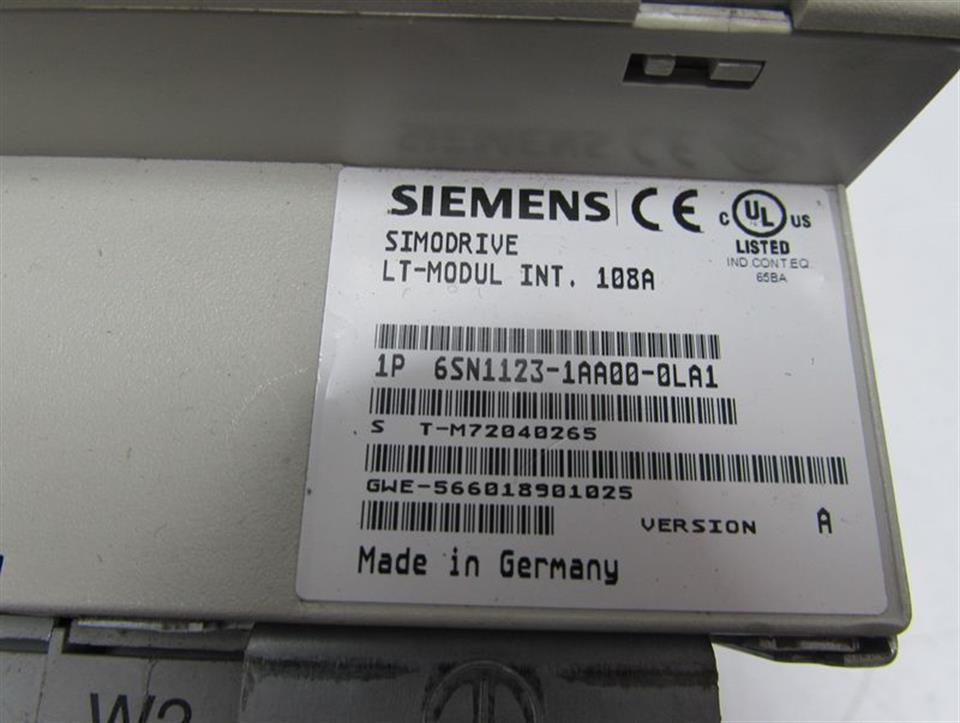 SIEMENS CE C UL US
LISTED
IND.CONT.EQ.
65BA
SIMODRIVE
LT-MODUL INT. 108A
1P 6SN1123-1AA00-0LA1
S T-M72040265
GWE-566018901025
VERSION A
Made in Germany
W2